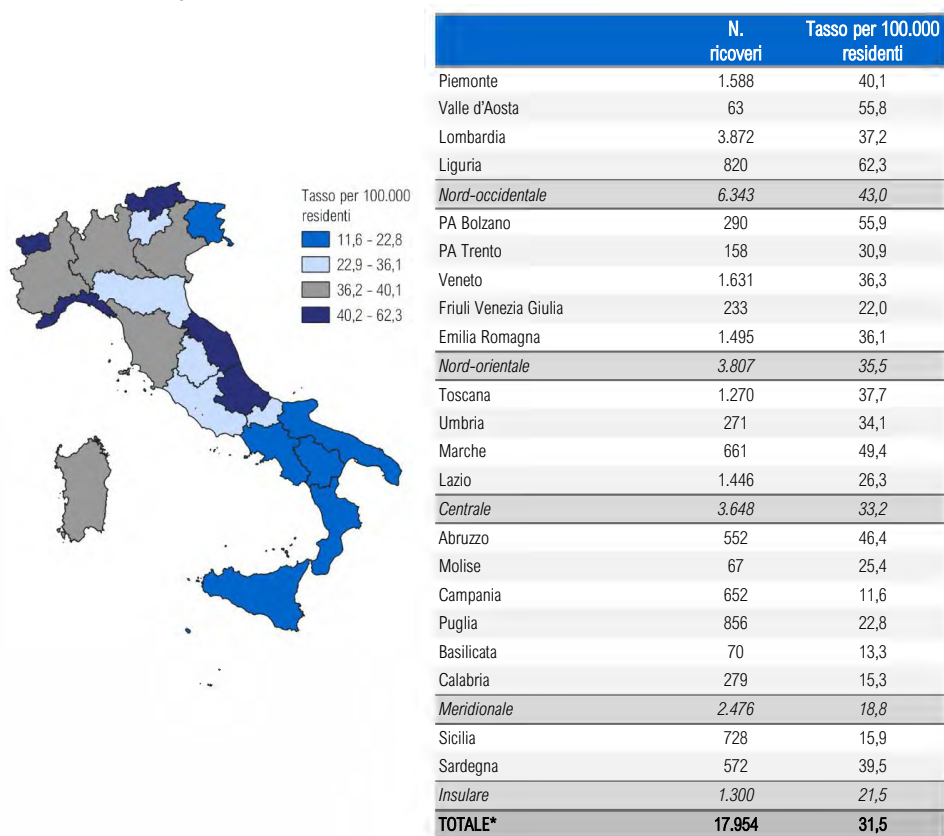 Tasso per 100.000
residenti
11,6 - 22,8
22,9 - 36,1
36,2 - 40,1
40,2 - 62,3
N. ricoveri Tasso per 100.000 residenti
Piemonte 1.588 40,1
Valle d'Aosta 63 55,8
Lombardia 3.872 37,2
Liguria 820 62,3
Nord-occidentale 6.343 43,0
PA Bolzano 290 55,9
PA Trento 158 30,9
Veneto 1.631 36,3
Friuli Venezia Giulia 233 22,0
Emilia Romagna 1.495 36,1
Nord-orientale 3.807 35,5
Toscana 1.270 37,7
Umbria 271 34,1
Marche 661 49,4
Lazio 1.446 26,3
Centrale 3.648 33,2
Abruzzo 552 46,4
Molise 67 25,4
Campania 652 11,6
Puglia 856 22,8
Basilicata 70 13,3
Calabria 279 15,3
Meridionale 2.476 18,8
Sicilia 728 15,9
Sardegna 572 39,5
Insulare 1.300 21,5
TOTALE* 17.954 31,5